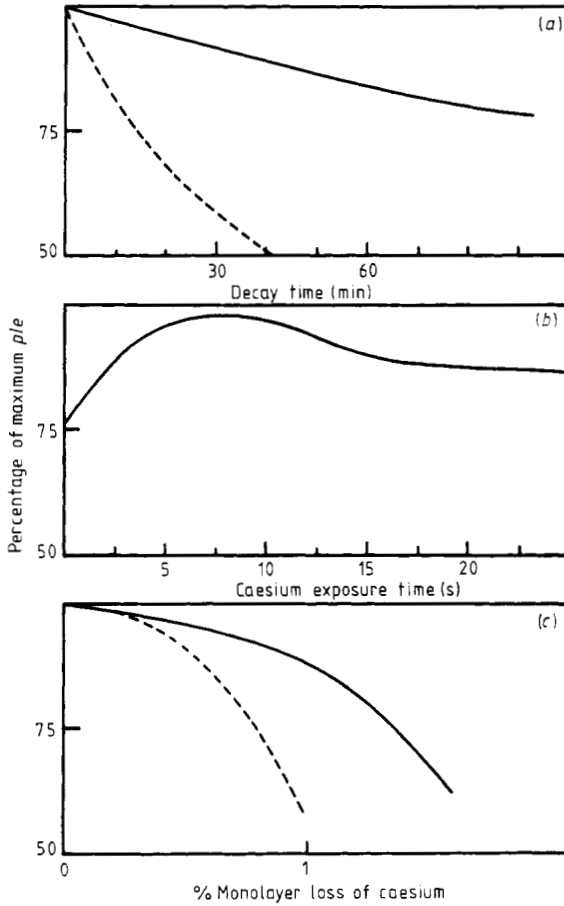 (a)
75
50
30
60
Decay time (min)
(b)
Percentage of maximum p/e
75
50
5
10
15
20
Caesium exposure time (s)
(c)
75
50
0
1
% Monolayer loss of caesium